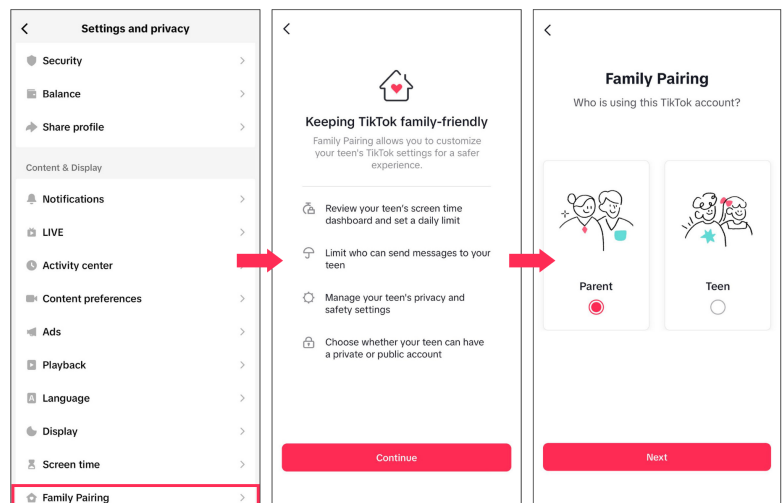 Settings and privacy
Security
Balance
Share profile
Content & Display
Notifications
LIVE
Activity center
Content preferences
Ads
Playback
A Language
Display
Screen time
Family Pairing
Keeping TikTok family-friendly
Family Pairing allows you to customize
your teen's TikTok settings for a safer
experience.
Review your teen's screen time
dashboard and set a daily limit
Limit who can send messages to your
teen
Manage your teen's privacy and
safety settings
Choose whether your teen can have
a private or public account
Continue
Family Pairing
Who is using this TikTok account?
Parent
Teen
Next